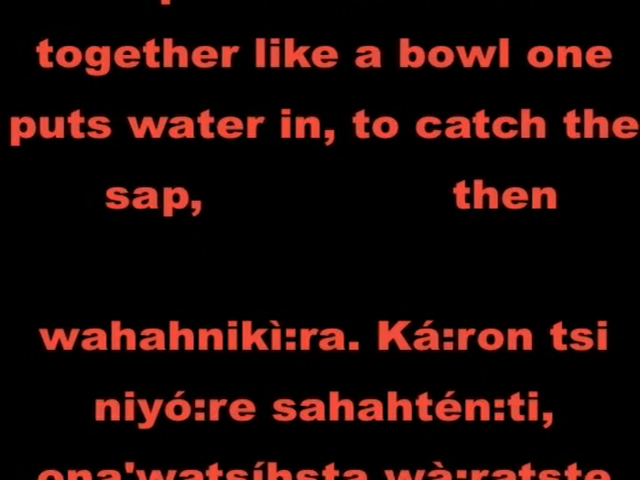 together like a bowl one
puts water in, to catch the
sap, then
wahahnikì:ra. Ká:ron tsi
niyó:re sahahtén:ti,
ona'watsíhsta wà:ratste